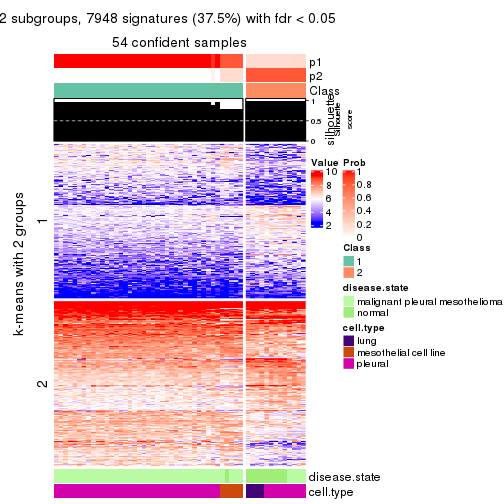 2 subgroups, 7948 signatures (37.5%) with fdr < 0.05
54 confident samples
p1
p2
Class
silhouette
Silhouette
score
1
0.5
0
k-means with 2 groups
1
2
Value
10
8
6
4
2
Prob
1
0.8
0.6
0.4
0.2
0
Class
1
2
disease.state
malignant pleural mesothelioma
normal
cell.type
lung
mesothelial cell line
pleural
disease.state
cell.type